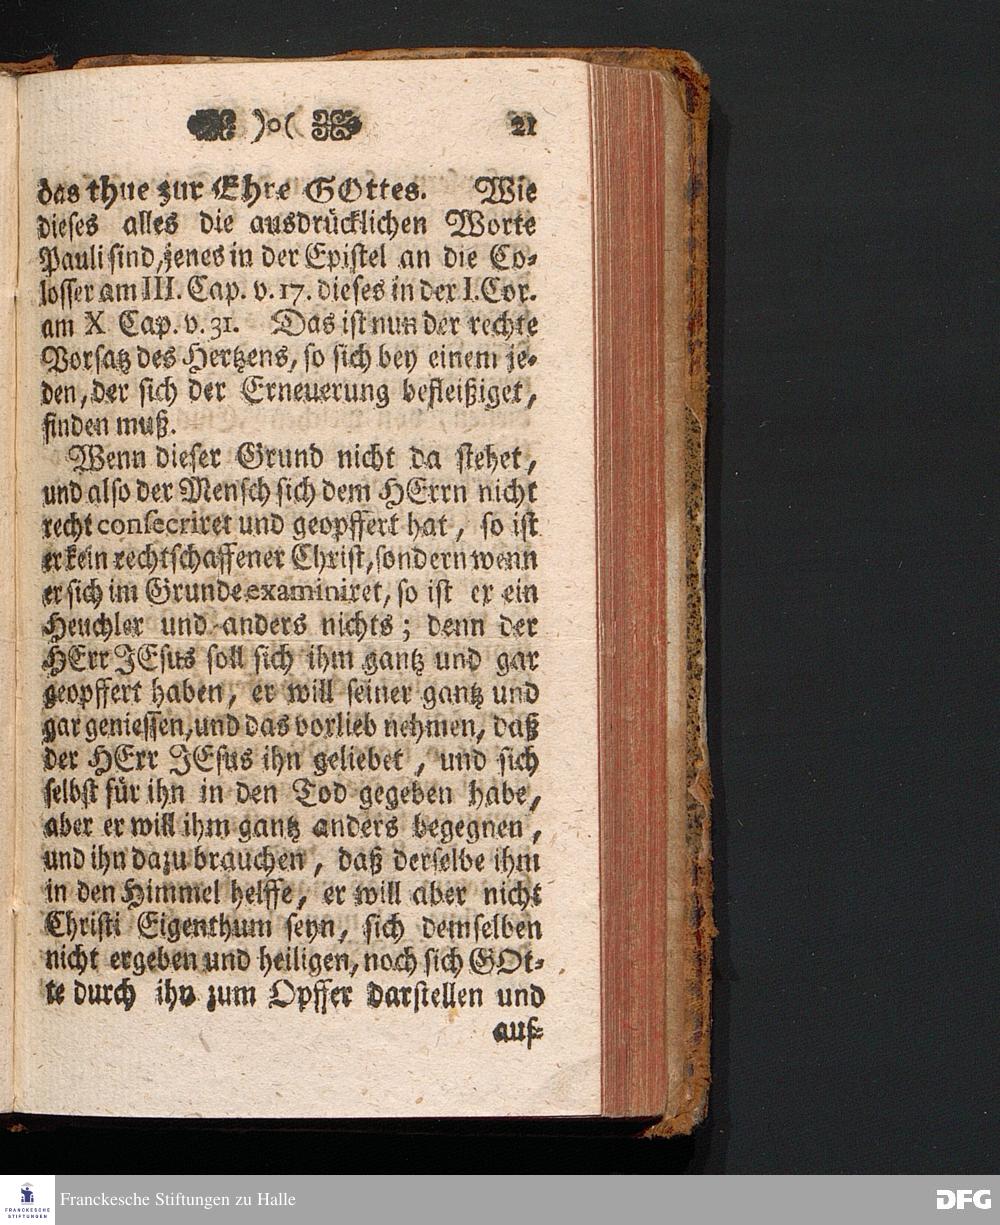 )o( 21
das thue zur Ehre GOttes. Wie
dieses alles die ausdrücklichen Worte
Pauli sind, jenes in der Epistel an die Co-
losser am III. Cap. v. 17. dieses in der I. Cor.
am X Cap. v. 31. Das ist nun der rechte
Vorsatz des Hertzens, so sich bey einem je-
den, der sich der Erneuerung befleißiget,
finden muß.
Wenn dieser Grund nicht da stehet,
und also der Mensch sich dem HErrn nicht
recht consecriret und geopffert hat, so ist
er kein rechtschaffener Christ, sondern wenn
er sich im Grunde examiniret, so ist er ein
Heuchler und anders nichts; denn der
HErr JEsus soll sich ihm gantz und gar
geopffert haben, er will seiner gantz und
gar geniessen, und das vorlieb nehmen, daß
der HErr JEsus ihn geliebet, und sich
selbst für ihn in den Tod gegeben habe,
aber er will ihm gantz anders begegnen,
und ihn dazu brauchen, daß derselbe ihm
in den Himmel helffe, er will aber nicht
Christi Eigenthum seyn, sich demselben
nicht ergeben und heiligen, noch sich GOt-
te durch ihn zum Opffer darstellen und
auf-
FRANCKESCHE
STIFTUNGEN
Franckesche Stiftungen zu Halle
DFG